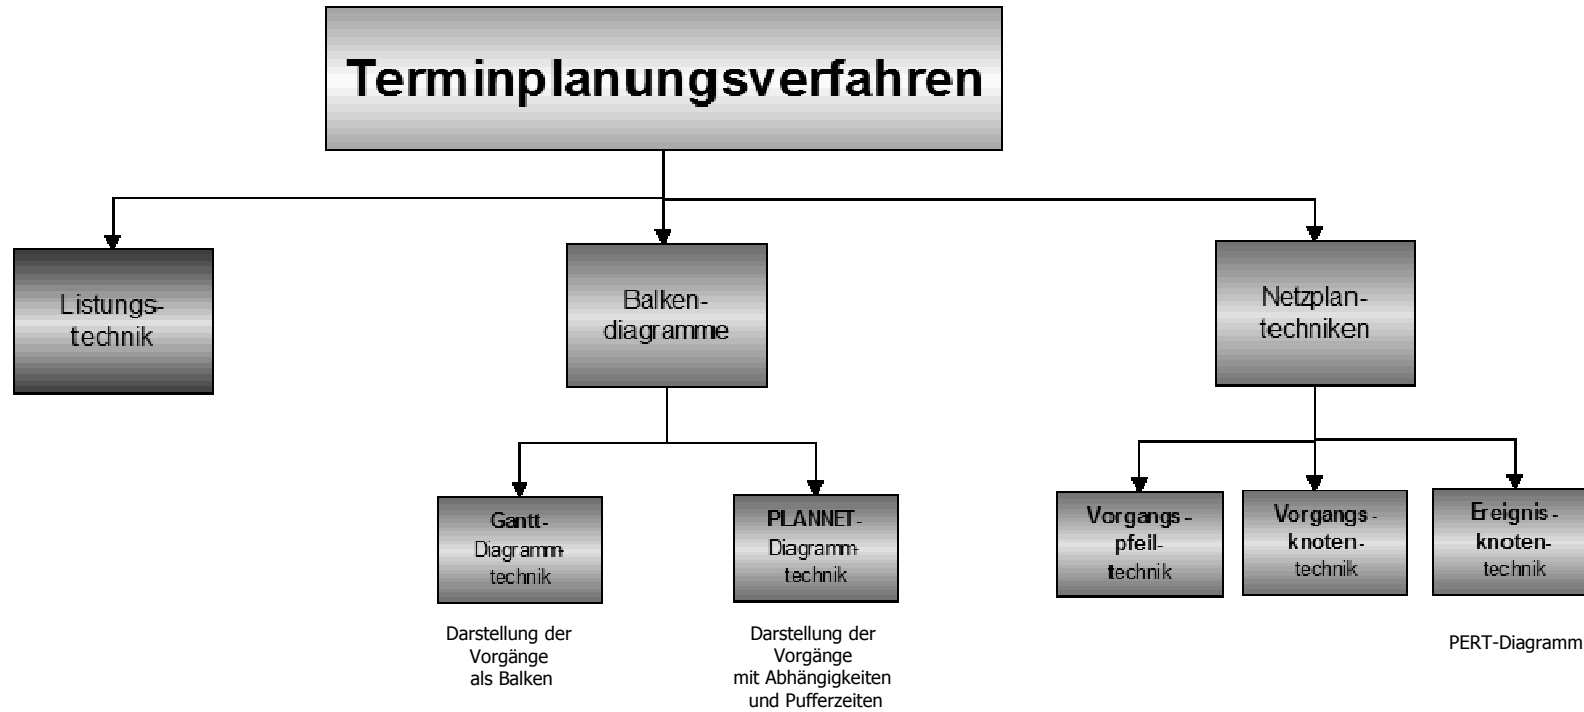 Terminplanungsverfahren
Listungs-
technik
Balken-
diagramme
Netzplan-
techniken
Gantt-
Diagramm-
technik
PLANNET-
Diagramm-
technik
Vorgangs-
pfeil-
technik
Vorgangs-
knoten-
technik
Ereignis-
knoten-
technik
Darstellung der
Vorgänge
als Balken
Darstellung der
Vorgänge
mit Abhängigkeiten
und Pufferzeiten
PERT-Diagramm